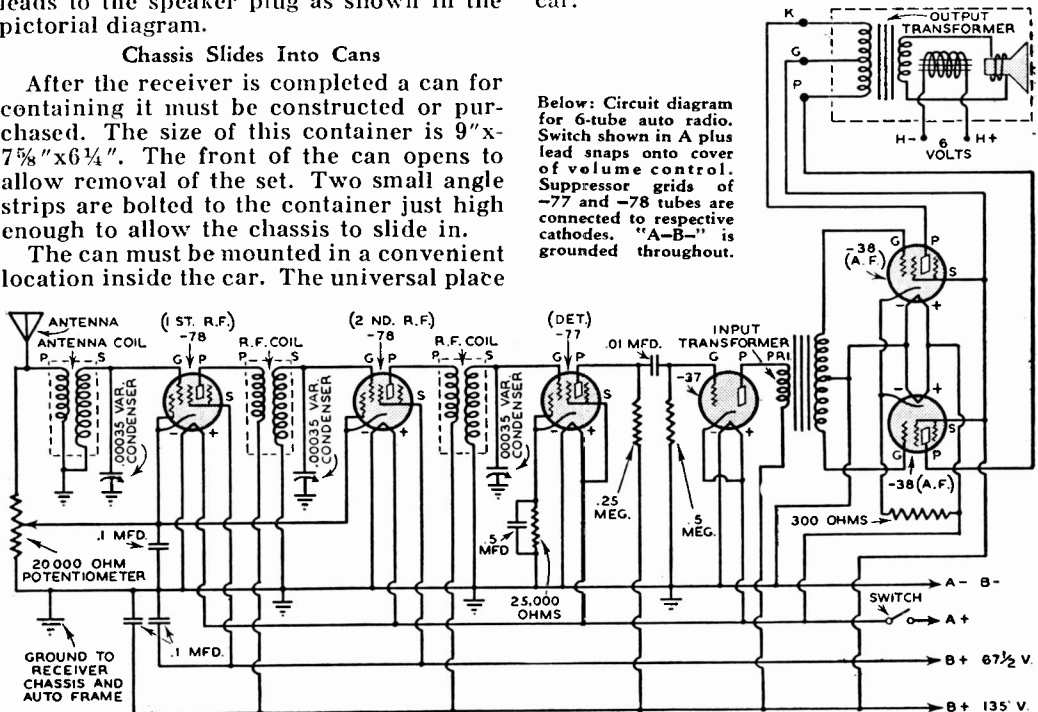 leads to the speaker plug as shown in the
pictorial diagram.
Chassis Slides Into Cans
After the receiver is completed a can for
containing it must be constructed or pur-
chased. The size of this container is 9"x-
7⅝"x6¼". The front of the can opens to
allow removal of the set. Two small angle
strips are bolted to the container just high
enough to allow the chassis to slide in.
The can must be mounted in a convenient
location inside the car. The universal place
car.
Below: Circuit diagram
for 6-tube auto radio.
Switch shown in A plus
lead snaps onto cover
of volume control.
Suppressor grids of
-77 and -78 tubes are
connected to respective
cathodes. "A-B-" is
grounded throughout.
K
G
P
OUTPUT
TRANSFORMER
H- 6 H+
VOLTS
G P
-38
(A.F.)
S
- +
- +
S
G P
-38 (A.F.)
300 OHMS
ANTENNA
ANTENNA COIL
P S
.00035 VAR.
CONDENSER
(1 ST. R.F.)
-78
G P
S
- +
R.F. COIL
P S
.00035 VAR.
CONDENSER
(2 ND. R.F.)
-78
G P
S
- +
R.F. COIL
P S
.00035 VAR.
CONDENSER
(DET.)
-77
G P
S
- +
.01 MFD.
.25
MEG.
.5
MEG.
-37
G P
- +
INPUT
TRANSFORMER
PRI.
20000 OHM
POTENTIOMETER
.1 MFD.
.5
MFD
25,000
OHMS
.1 MFD.
GROUND TO
RECEIVER
CHASSIS AND
AUTO FRAME
A- B-
SWITCH
A+
B+ 67½ V.
B+ 135 V.